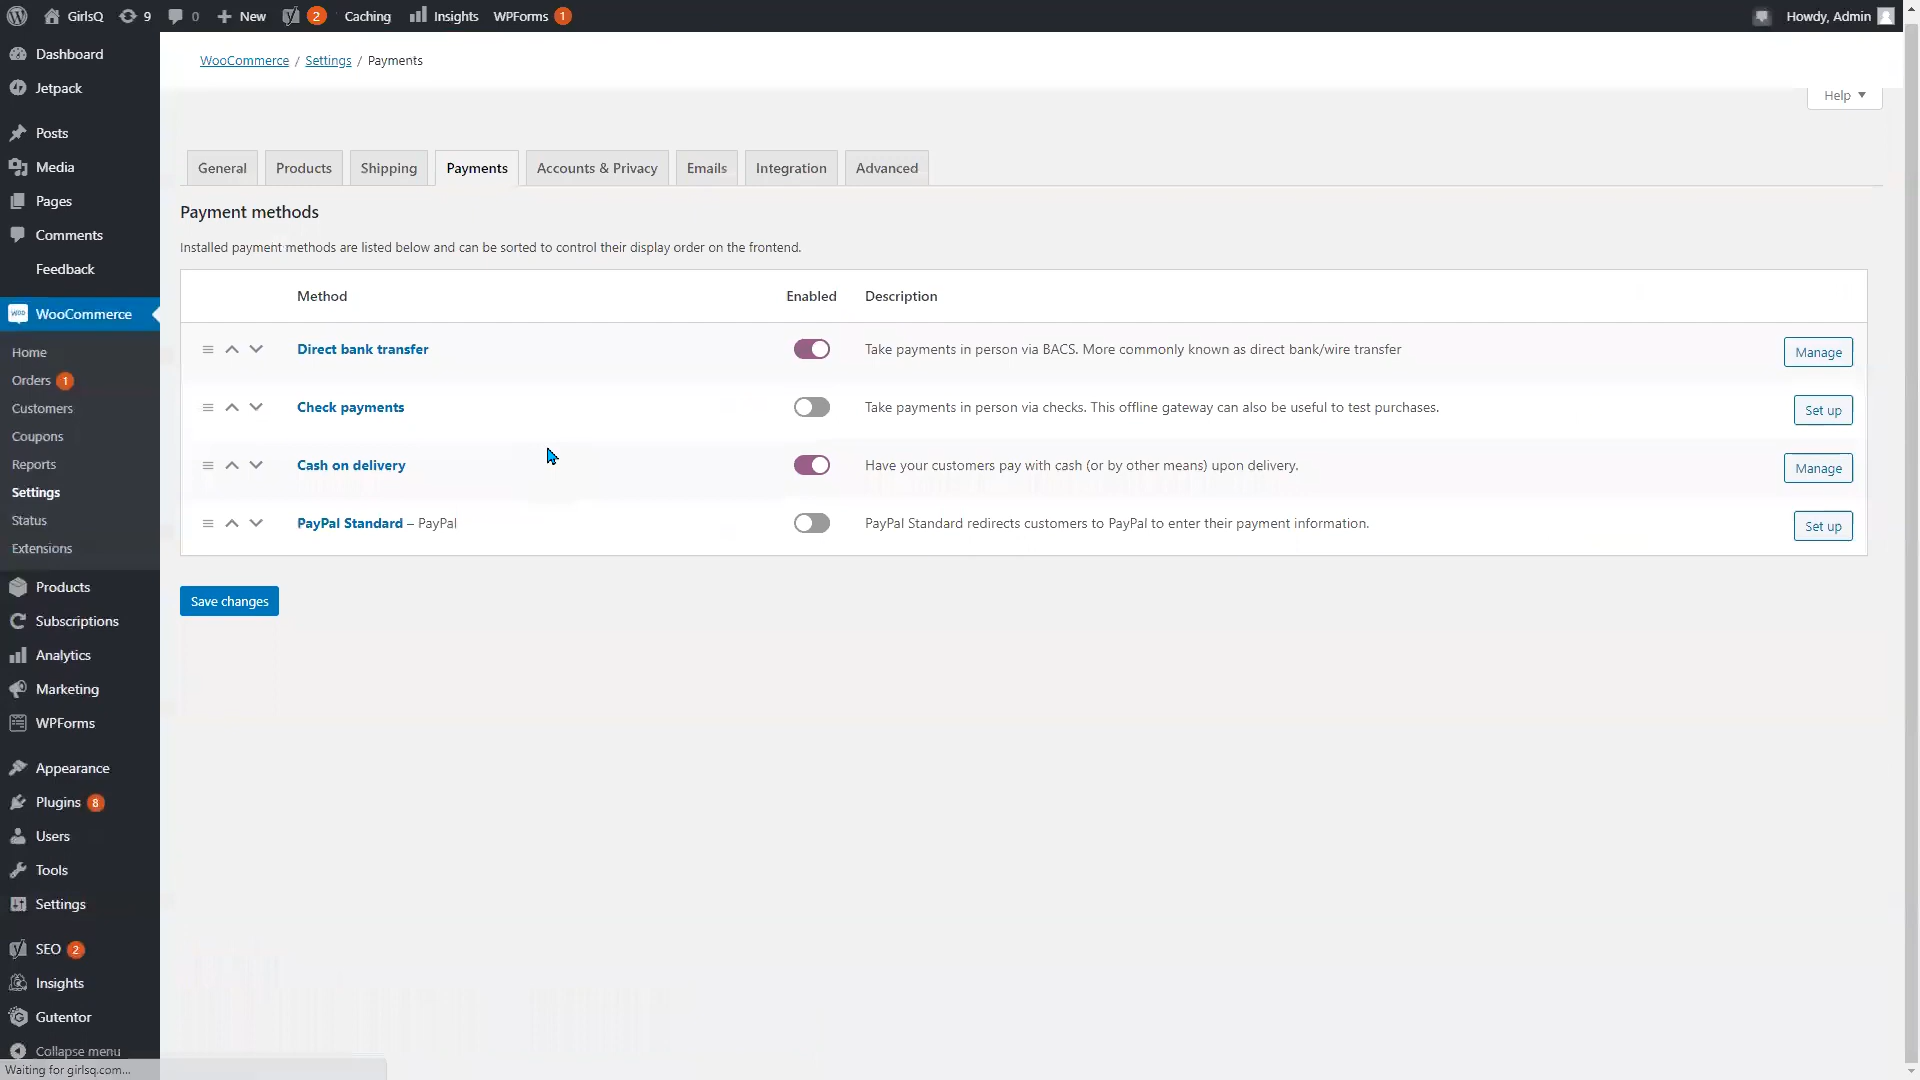 GirlsQ 9 0 New 2 Caching Insights WPForms 1 Howdy, Admin
Dashboard
Jetpack
Posts
Media
Pages
Comments
Feedback
WooCommerce
Home
Orders 1
Customers
Coupons
Reports
Settings
Status
Extensions
Products
Subscriptions
Analytics
Marketing
WPForms
Appearance
Plugins 8
Users
Tools
Settings
SEO 2
Insights
Gutentor
Collapse menu
Waiting for girlsq.com...
WooCommerce / Settings / Payments
Help
General Products Shipping Payments Accounts & Privacy Emails Integration Advanced
Payment methods
Installed payment methods are listed below and can be sorted to control their display order on the frontend.
Method Enabled Description
Direct bank transfer Take payments in person via BACS. More commonly known as direct bank/wire transfer Manage
Check payments Take payments in person via checks. This offline gateway can also be useful to test purchases. Set up
Cash on delivery Have your customers pay with cash (or by other means) upon delivery. Manage
PayPal Standard – PayPal PayPal Standard redirects customers to PayPal to enter their payment information. Set up
Save changes